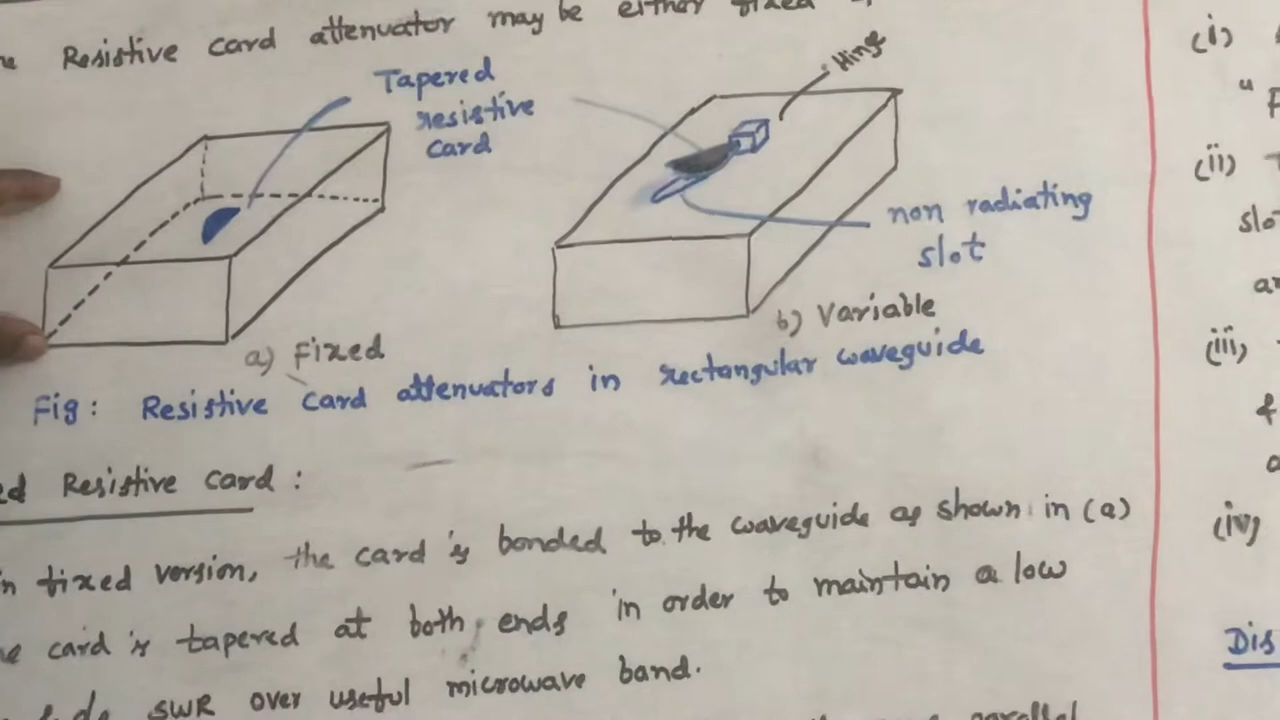 Resistive card attenuator may be either fixed
Tapered
resistive
card
Hinge
non radiating
slot
a) Fixed
b) Variable
Fig: Resistive Card attenuators in rectangular waveguide
Resistive card:
fixed version, the card is bonded to the waveguide as shown in (a)
card is tapered at both ends in order to maintain a low
SWR over useful microwave band.
parallel
(i)
(ii)
(iii)
&
(iv)